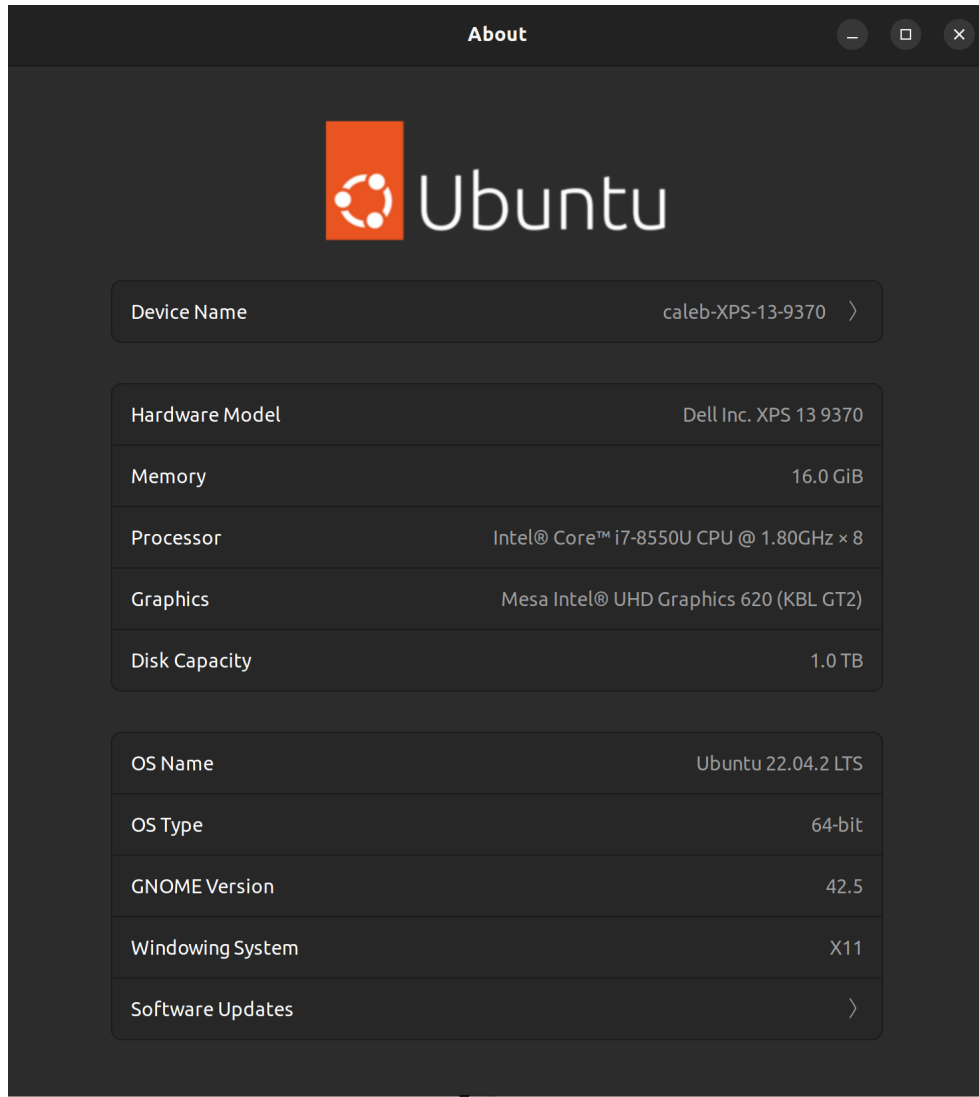 About
Ubuntu
Device Name caleb-XPS-13-9370
Hardware Model Dell Inc. XPS 13 9370
Memory 16.0 GiB
Processor Intel® Core™ i7-8550U CPU @ 1.80GHz × 8
Graphics Mesa Intel® UHD Graphics 620 (KBL GT2)
Disk Capacity 1.0 TB
OS Name Ubuntu 22.04.2 LTS
OS Type 64-bit
GNOME Version 42.5
Windowing System X11
Software Updates